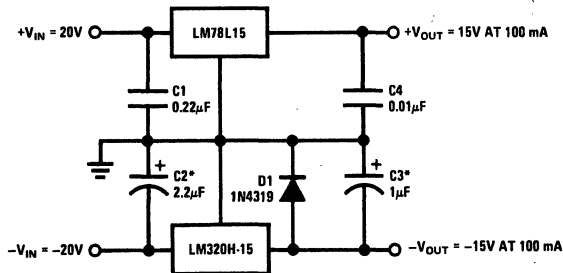 +VIN = 20V
LM78L15
+VOUT = 15V AT 100 mA
C1
0.22μF
C4
0.01μF
+
C2*
2.2μF
D1
1N4319
+
C3*
1μF
−VIN = −20V
LM320H-15
−VOUT = −15V AT 100 mA